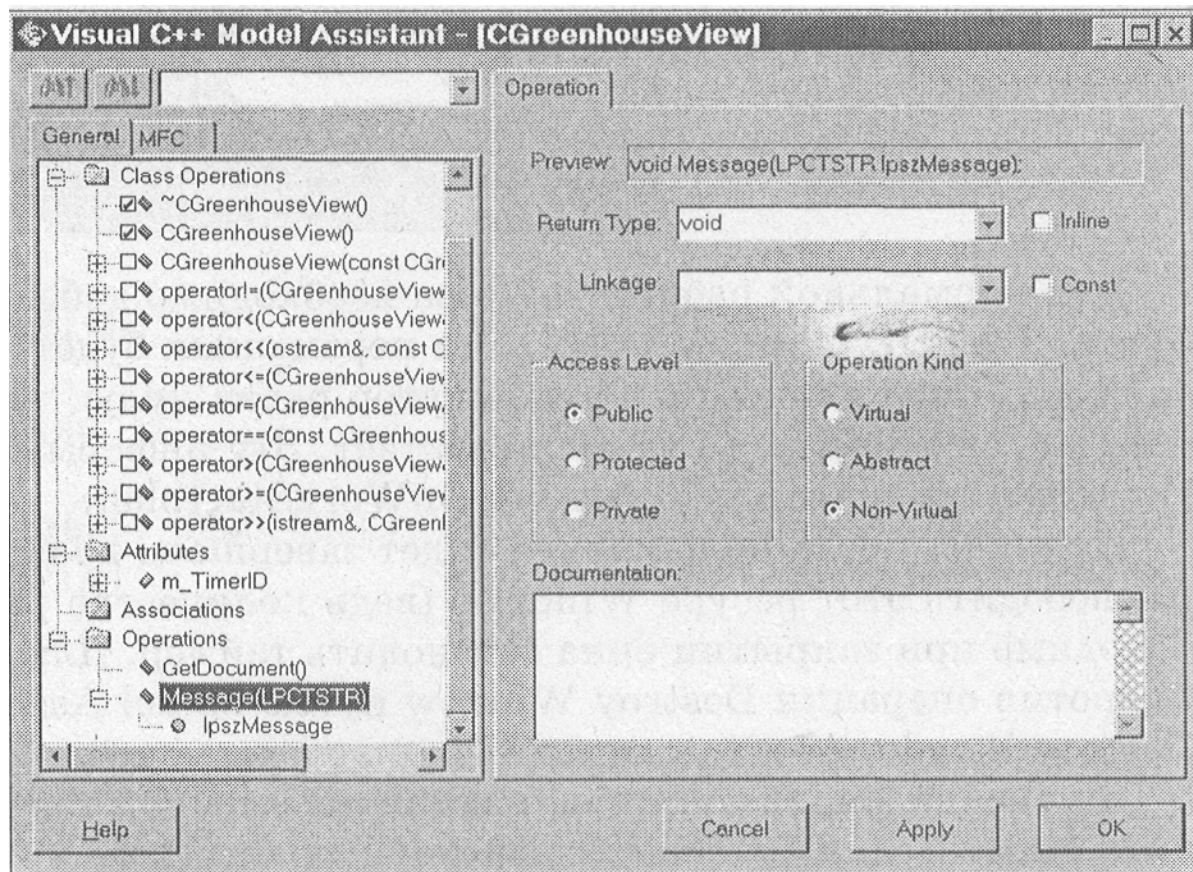 Visual C++ Model Assistant - [CGreenhouseView]
General
MFC
Class Operations
~CGreenhouseView()
CGreenhouseView()
CGreenhouseView(const CGr
operator!=(CGreenhouseView
operator<(CGreenhouseView
operator<<(ostream&, const C
operator<=(CGreenhouseView
operator=(CGreenhouseView
operator==(const CGreenhous
operator>(CGreenhouseView
operator>=(CGreenhouseView
operator>>(istream&, CGreenl
Attributes
m_TimerID
Associations
Operations
GetDocument()
Message(LPCTSTR)
lpszMessage
Operation
Preview: void Message(LPCTSTR lpszMessage);
Return Type: void
Inline
Linkage:
Const
Access Level
Public
Protected
Private
Operation Kind
Virtual
Abstract
Non-Virtual
Documentation:
Help
Cancel
Apply
OK